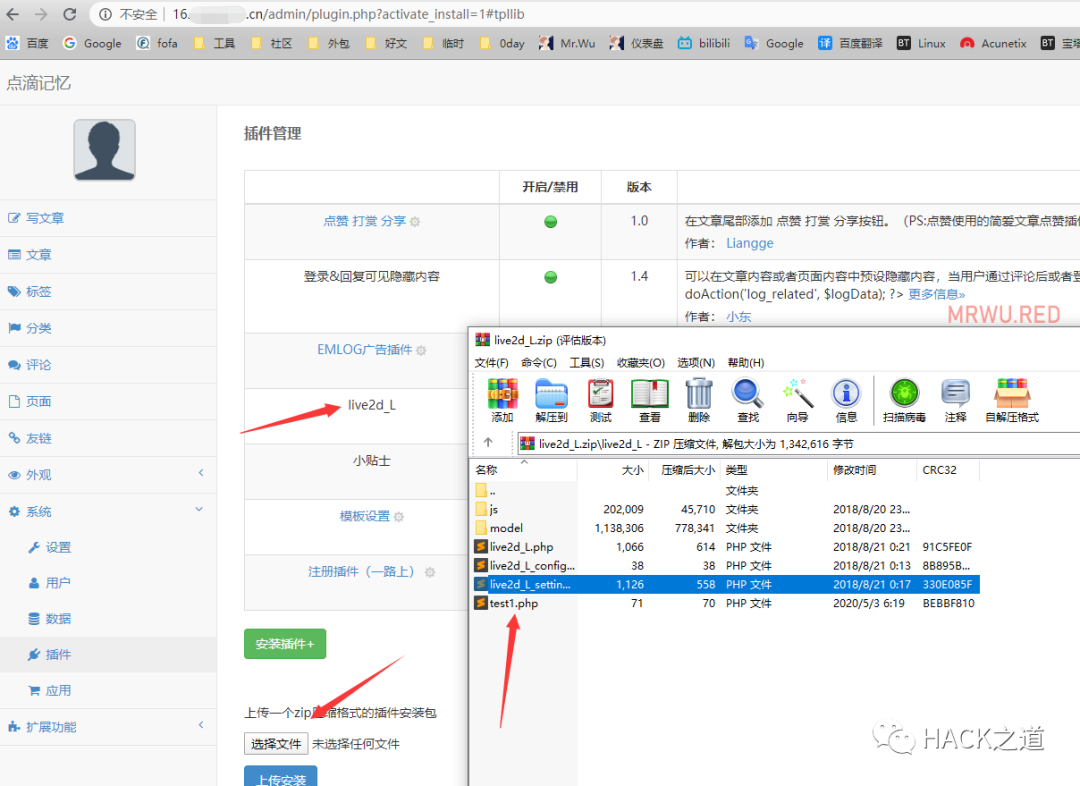 不安全 | 16. .cn/admin/plugin.php?activate_install=1#tpllib
百度 Google fofa 工具 社区 外包 好文 临时 0day Mr.Wu 仪表盘 bilibili Google 百度翻译 Linux Acunetix
点滴记忆
写文章
文章
标签
分类
评论
页面
友链
外观
系统
设置
用户
数据
插件
应用
扩展功能
插件管理
开启/禁用 版本
点赞 打赏 分享 1.0 在文章尾部添加 点赞 打赏 分享按钮。（PS:点赞使用的简爱文章点赞插件
作者： Liangge
登录&回复可见隐藏内容 1.4 可以在文章内容或者页面内容中预设隐藏内容，当用户通过评论后或者登
doAction('log_related', $logData); ?> 更多信息»
作者： 小东
MRWU.RED
EMLOG广告插件
live2d_L
小贴士
模板设置
注册插件（一路上）
安装插件+
上传一个zip压缩格式的插件安装包
选择文件 未选择任何文件
上传安装
live2d_L.zip (评估版本)
文件(F) 命令(C) 工具(S) 收藏夹(O) 选项(N) 帮助(H)
添加 解压到 测试 查看 删除 查找 向导 信息 扫描病毒 注释 自解压格式
live2d_L.zip\live2d_L - ZIP 压缩文件, 解包大小为 1,342,616 字节
名称 大小 压缩后大小 类型 修改时间 CRC32
.. 文件夹
js 202,009 45,710 文件夹 2018/8/20 23...
model 1,138,306 778,341 文件夹 2018/8/20 23...
live2d_L.php 1,066 614 PHP 文件 2018/8/21 0:21 91C5FE0F
live2d_L_config... 38 38 PHP 文件 2018/8/21 0:13 8B895B...
live2d_L_settin... 1,126 558 PHP 文件 2018/8/21 0:17 330E085F
test1.php 71 70 PHP 文件 2020/5/3 6:19 BEBBF810
HACK之道